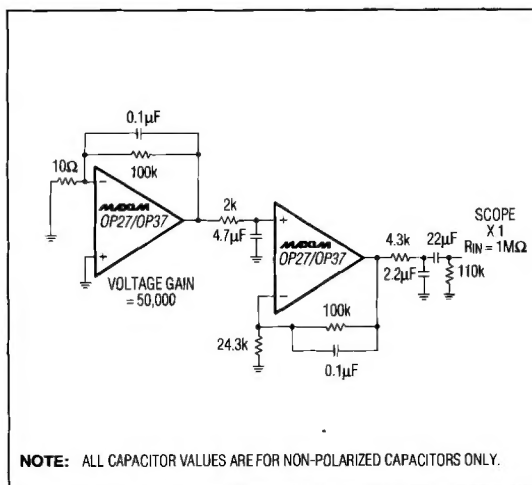 0.1µF
10Ω
100k
−
MAXIM
OP27/OP37
+
VOLTAGE GAIN
= 50,000
2k
4.7µF
+
MAXIM
OP27/OP37
−
4.3k
22µF
2.2µF
110k
SCOPE
X 1
RIN = 1MΩ
100k
24.3k
0.1µF
NOTE: ALL CAPACITOR VALUES ARE FOR NON-POLARIZED CAPACITORS ONLY.